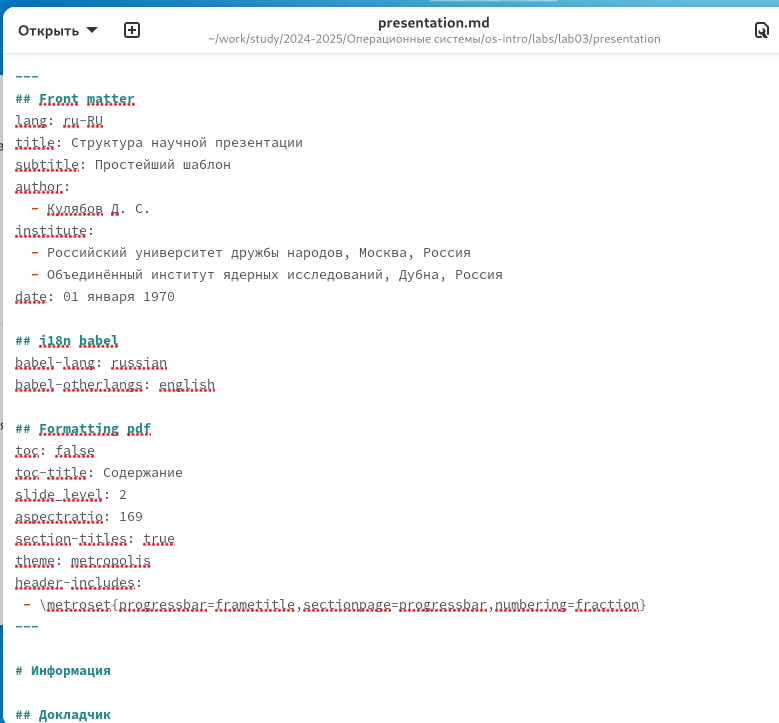 Открыть
presentation.md
~/work/study/2024-2025/Операционные системы/os-intro/labs/lab03/presentation
---
## Front matter
lang: ru-RU
title: Структура научной презентации
subtitle: Простейший шаблон
author:
  - Кулябов Д. С.
institute:
  - Российский университет дружбы народов, Москва, Россия
  - Объединённый институт ядерных исследований, Дубна, Россия
date: 01 января 1970

## i18n babel
babel-lang: russian
babel-otherlangs: english

## Formatting pdf
toc: false
toc-title: Содержание
slide_level: 2
aspectratio: 169
section-titles: true
theme: metropolis
header-includes:
 - \metroset{progressbar=frametitle,sectionpage=progressbar,numbering=fraction}
---

# Информация

## Докладчик